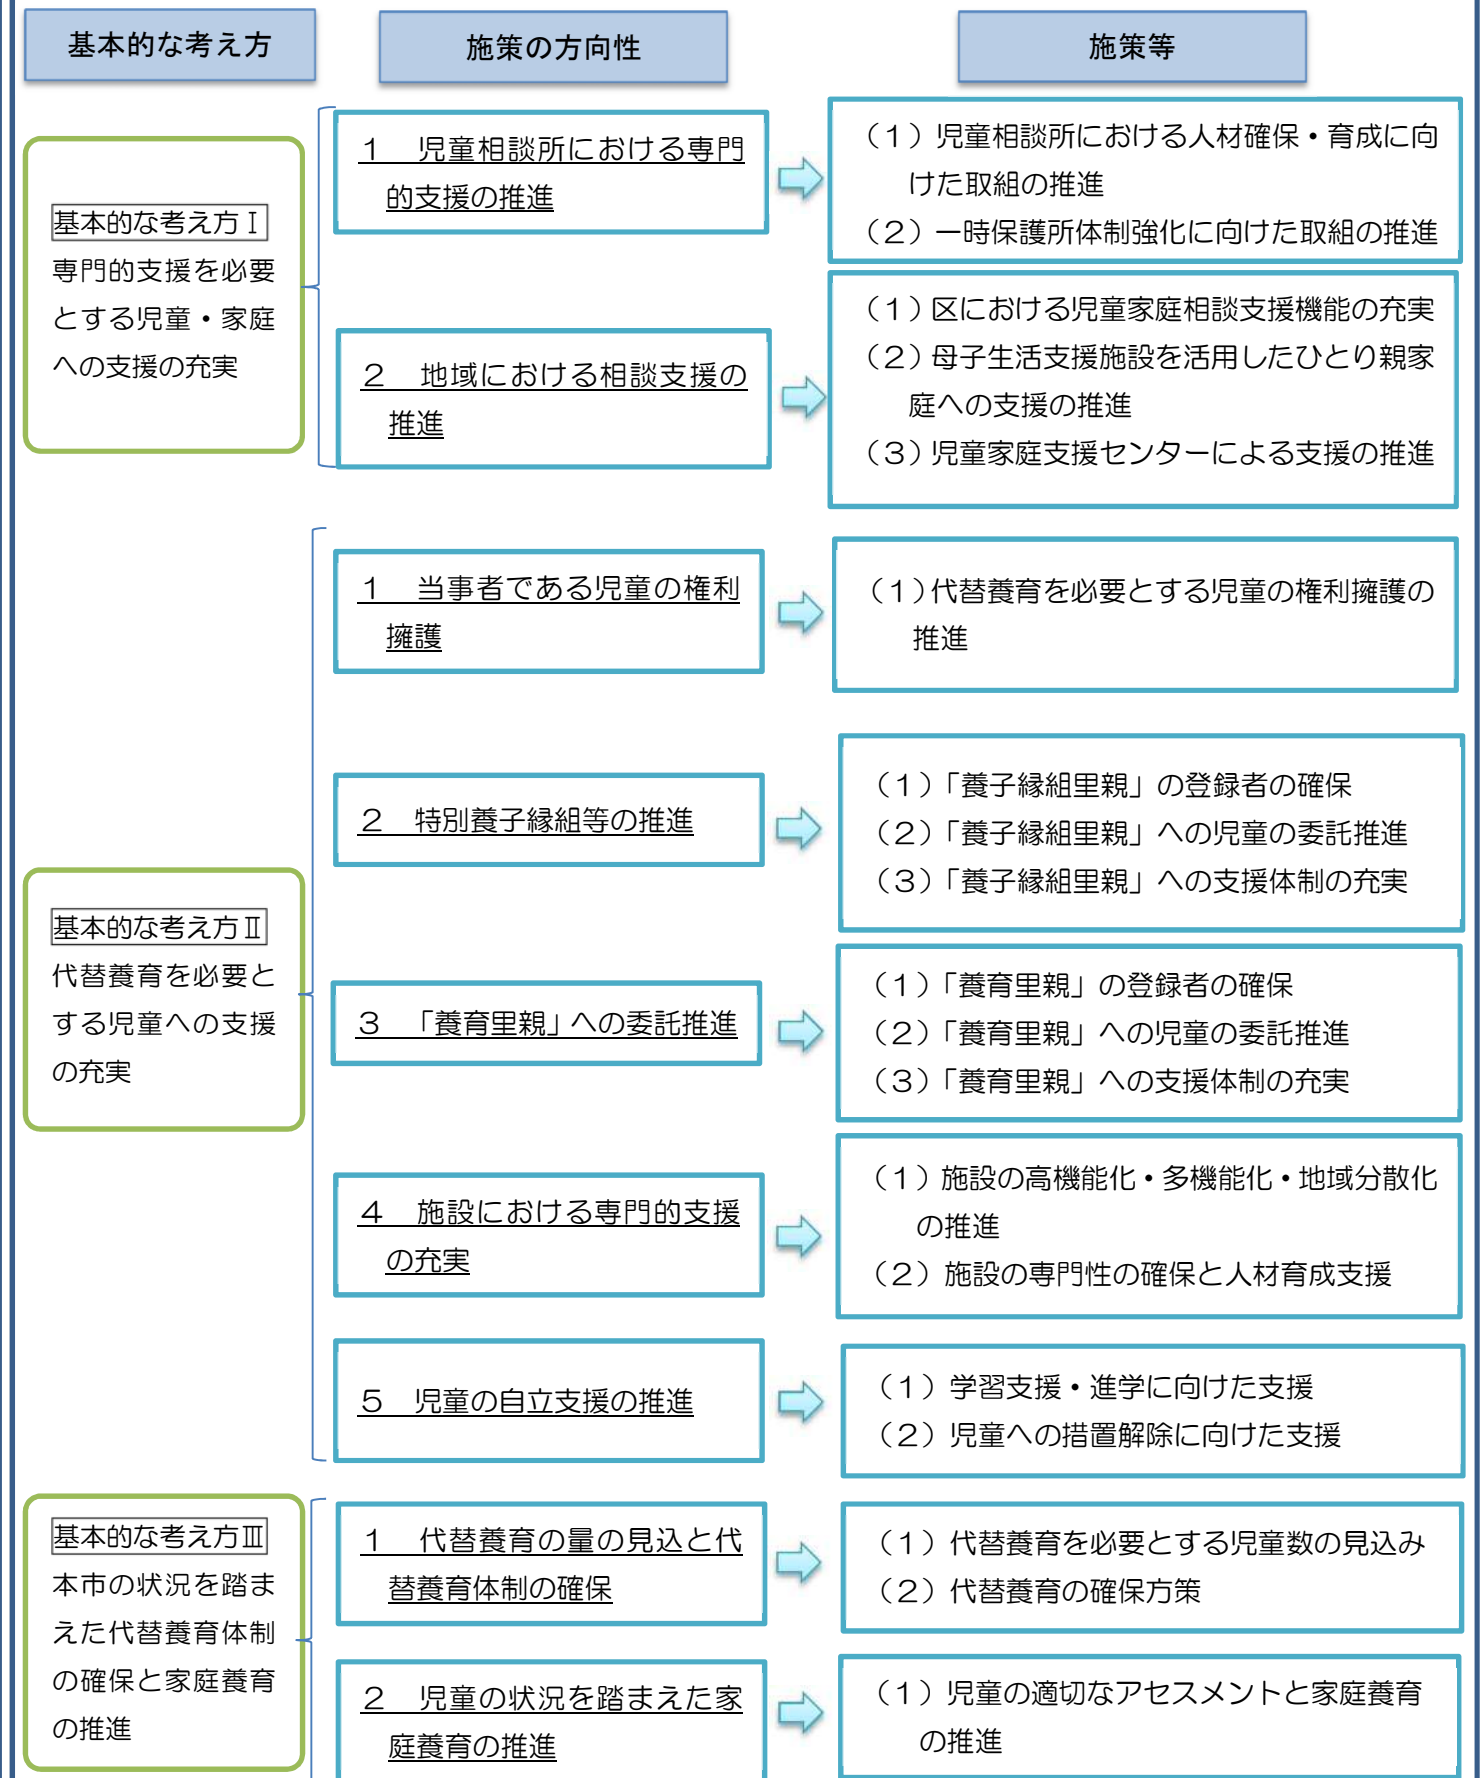 基本的な考え方
施策の方向性
施策等
基本的な考え方Ⅰ
専門的支援を必要
とする児童・家庭
への支援の充実
1 児童相談所における専門
的支援の推進
(1)児童相談所における人材確保・育成に向
けた取組の推進
(2)一時保護所体制強化に向けた取組の推進
2 地域における相談支援の
推進
(1)区における児童家庭相談支援機能の充実
(2)母子生活支援施設を活用したひとり親家
庭への支援の推進
(3)児童家庭支援センターによる支援の推進
基本的な考え方Ⅱ
代替養育を必要と
する児童への支援
の充実
1 当事者である児童の権利
擁護
(1)代替養育を必要とする児童の権利擁護の
推進
2 特別養子縁組等の推進
(1)「養子縁組里親」の登録者の確保
(2)「養子縁組里親」への児童の委託推進
(3)「養子縁組里親」への支援体制の充実
3 「養育里親」への委託推進
(1)「養育里親」の登録者の確保
(2)「養育里親」への児童の委託推進
(3)「養育里親」への支援体制の充実
4 施設における専門的支援
の充実
(1)施設の高機能化・多機能化・地域分散化
の推進
(2)施設の専門性の確保と人材育成支援
5 児童の自立支援の推進
(1)学習支援・進学に向けた支援
(2)児童への措置解除に向けた支援
基本的な考え方Ⅲ
本市の状況を踏ま
えた代替養育体制
の確保と家庭養育
の推進
1 代替養育の量の見込と代
替養育体制の確保
(1)代替養育を必要とする児童数の見込み
(2)代替養育の確保方策
2 児童の状況を踏まえた家
庭養育の推進
(1)児童の適切なアセスメントと家庭養育
の推進